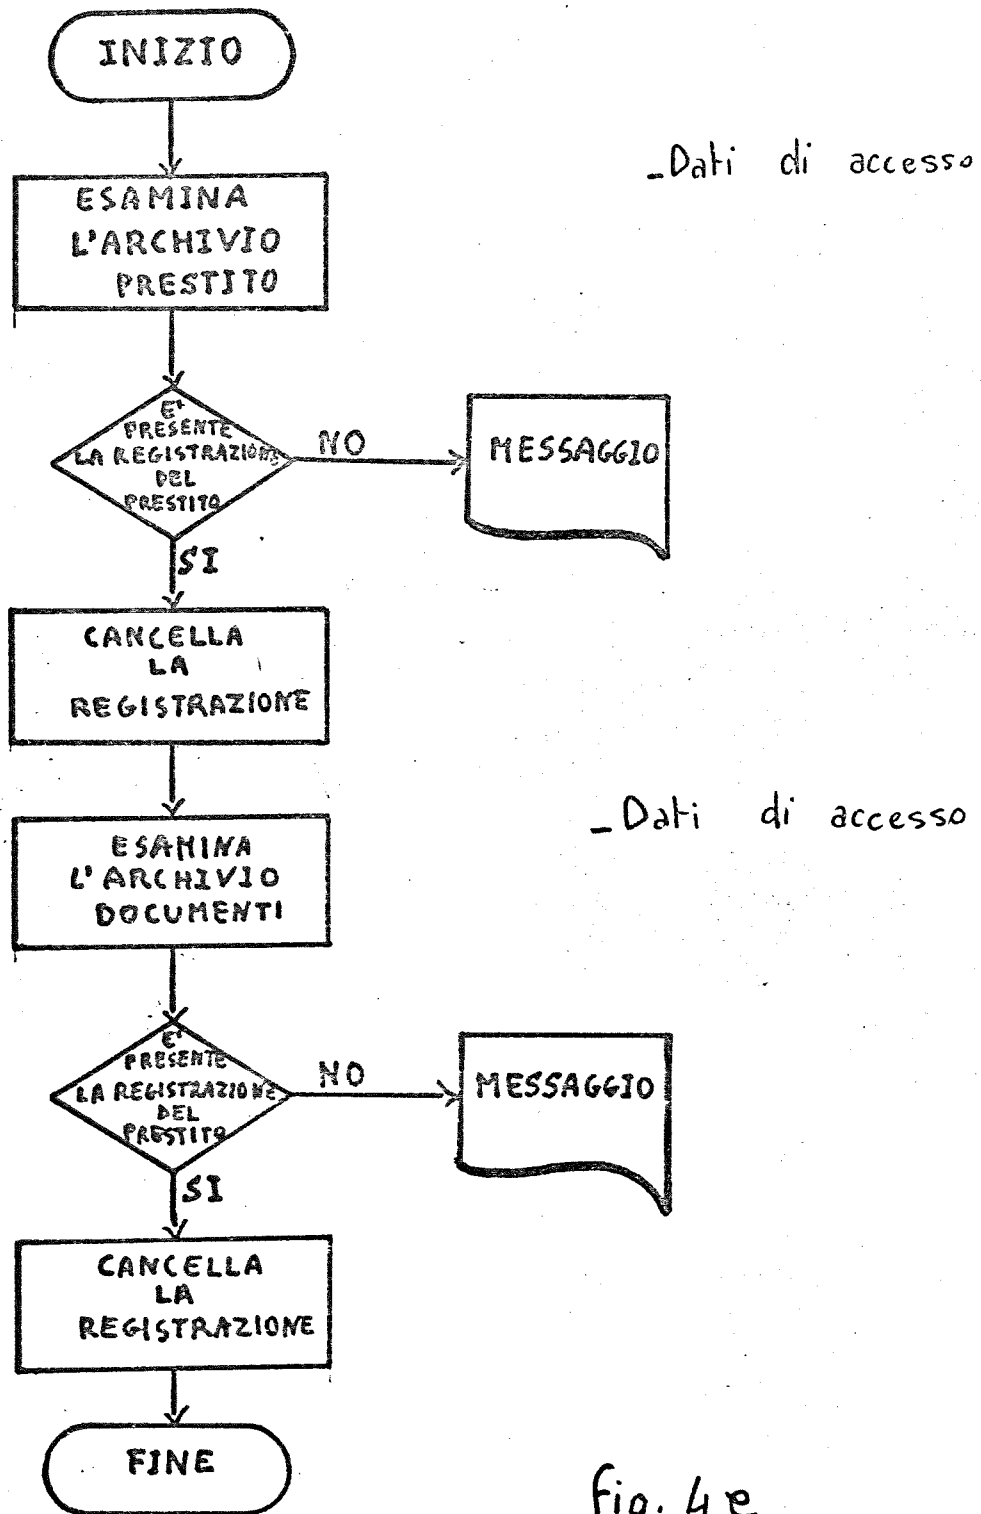 INIZIO
_Dati di accesso
ESAMINA
L'ARCHIVIO
PRESTITO
E'
PRESENTE
LA REGISTRAZIONE
DEL
PRESTITO
NO
MESSAGGIO
SI
CANCELLA
LA
REGISTRAZIONE
_Dati di accesso
ESAMINA
L'ARCHIVIO
DOCUMENTI
E'
PRESENTE
LA REGISTRAZIONE
DEL
PRESTITO
NO
MESSAGGIO
SI
CANCELLA
LA
REGISTRAZIONE
FINE
fig. 4e